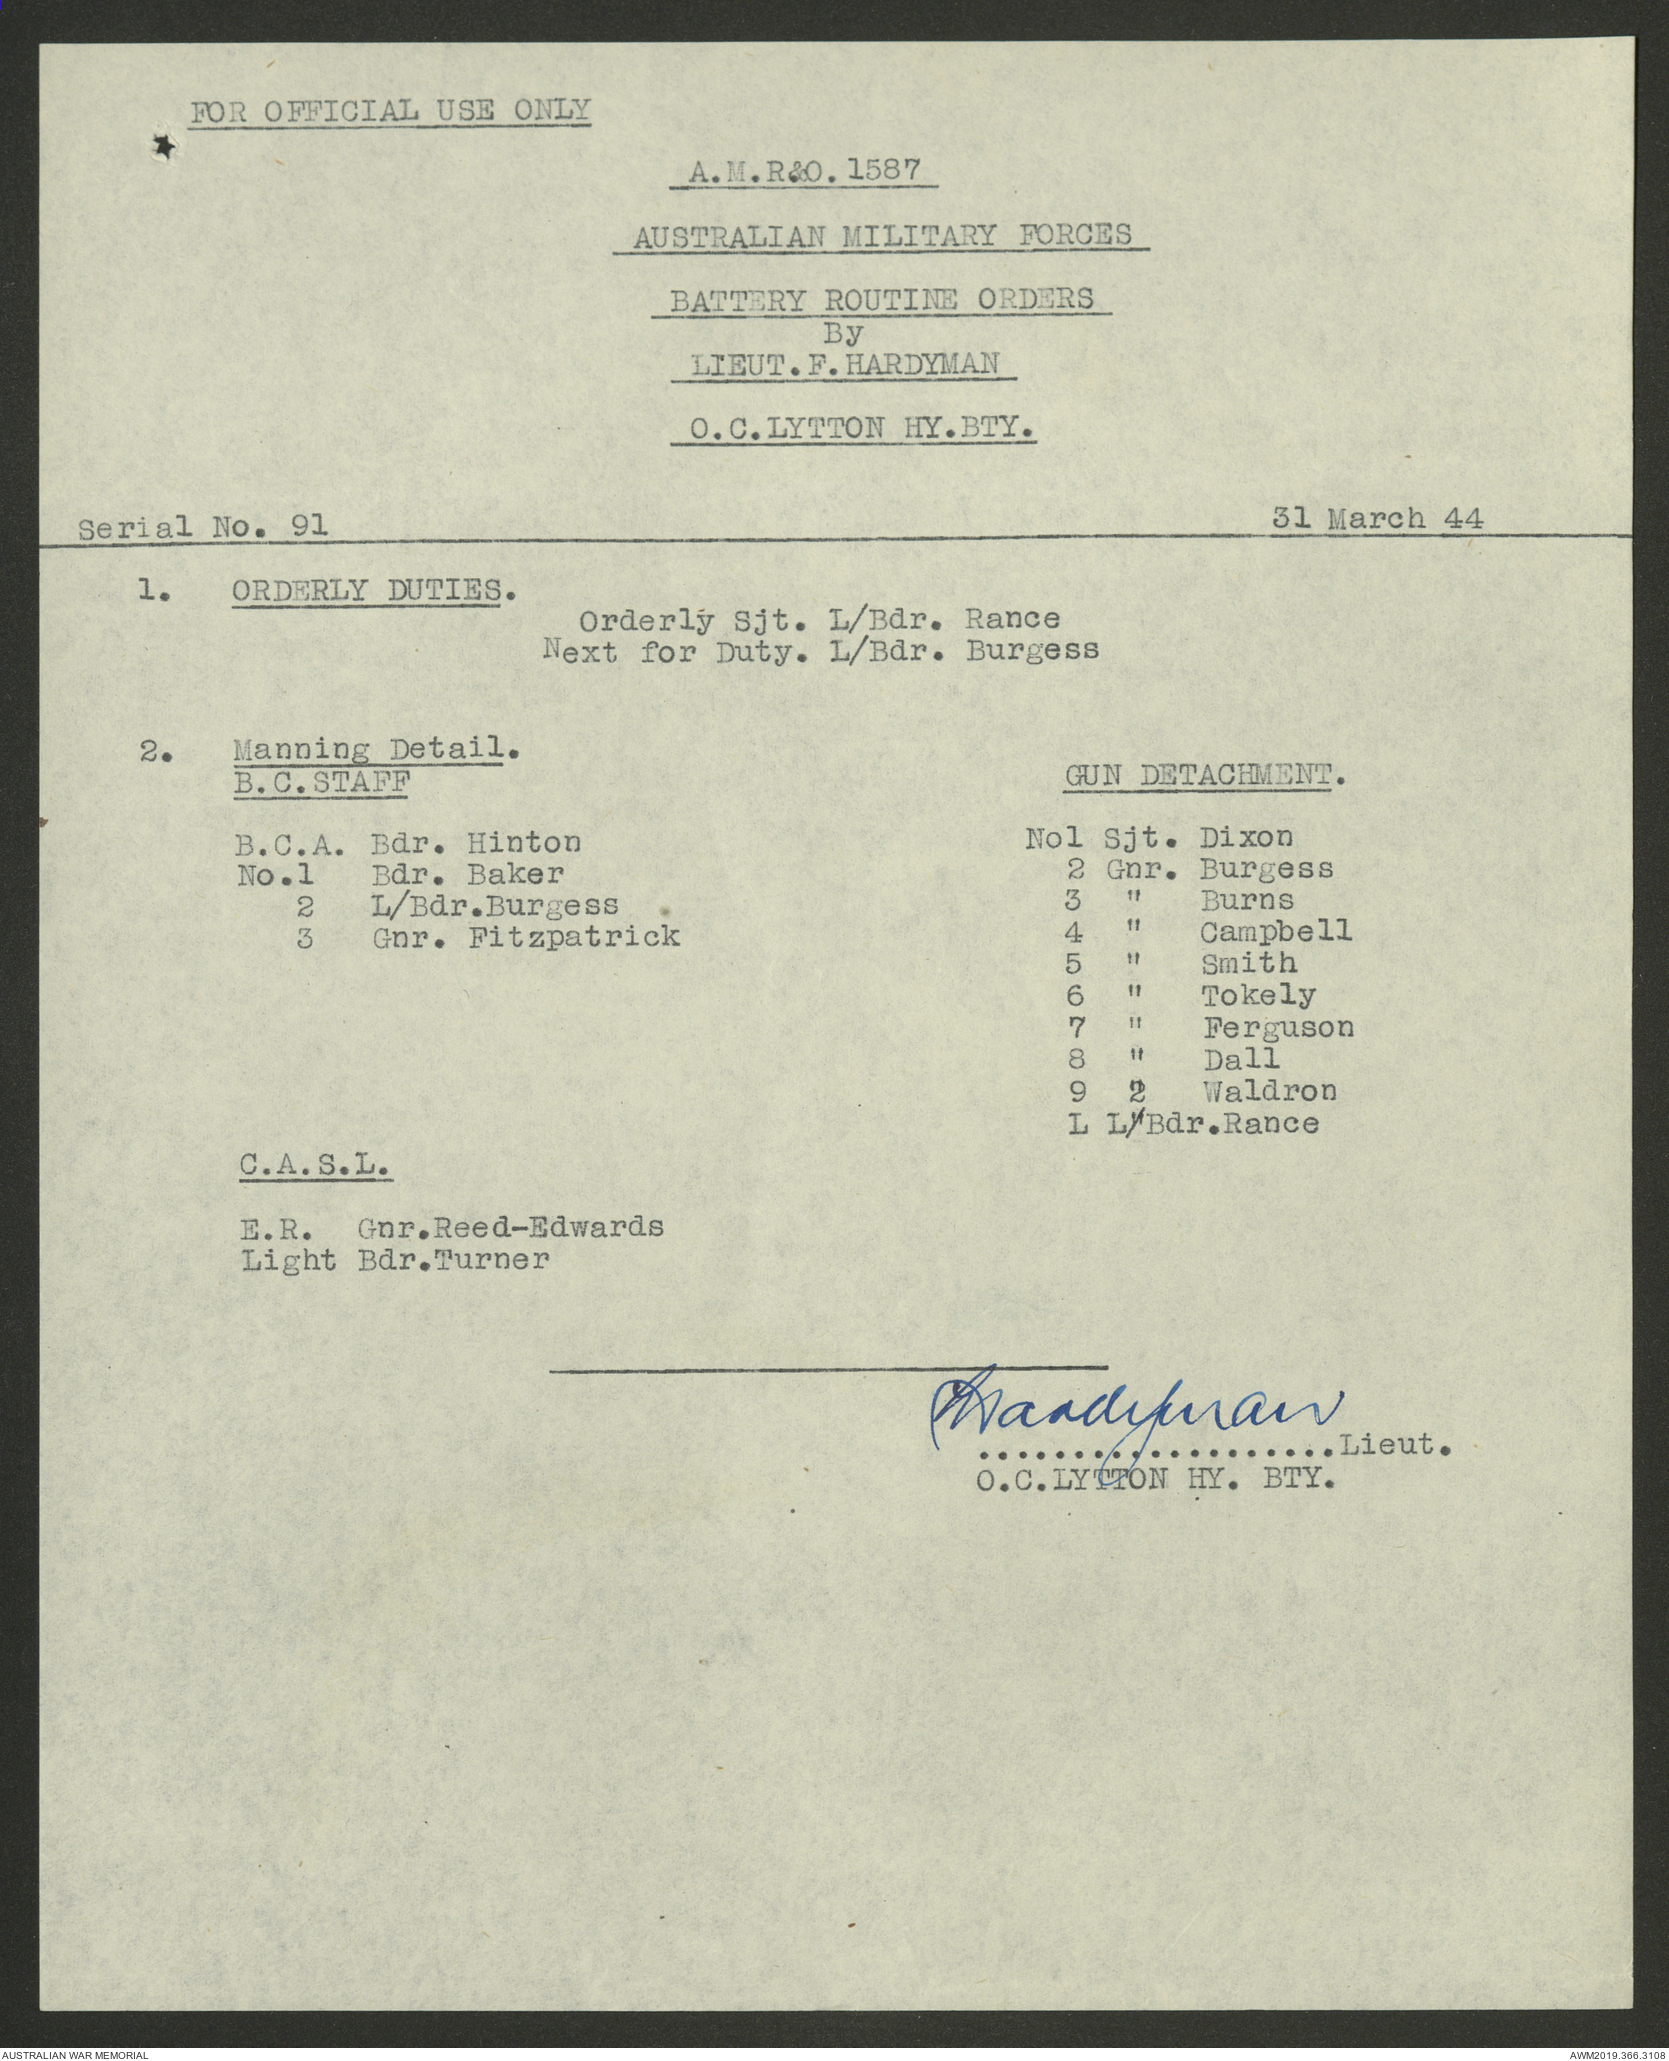 FOR OFFICIAL USE ONLY
A.M.R&O. 1587
AUSTRALIAN MILITARY FORCES
BATTERY ROUTINE ORDERS
By
LIEUT.F.HARDYMAN
O.C.LYTTON HY.BTY.
Serial No. 91 31 March 44
1. ORDERLY DUTIES.
Orderly Sjt. L/Bdr. Rance
Next for Duty. L/Bdr. Burgess
2. Manning Detail.
B.C.STAFF
B.C.A. Bdr. Hinton
No.1 Bdr. Baker
2 L/Bdr.Burgess
3 Gnr. Fitzpatrick
GUN DETACHMENT.
No1 Sjt. Dixon
2 Gnr. Burgess
3 " Burns
4 " Campbell
5 " Smith
6 " Tokely
7 " Ferguson
8 " Dall
9 2 Waldron
L L/Bdr.Rance
C.A.S.L.
E.R. Gnr.Reed-Edwards
Light Bdr.Turner
Hardyman
...................Lieut.
O.C.LYTTON HY. BTY.
AUSTRALIAN WAR MEMORIAL AWM2019.366.3108